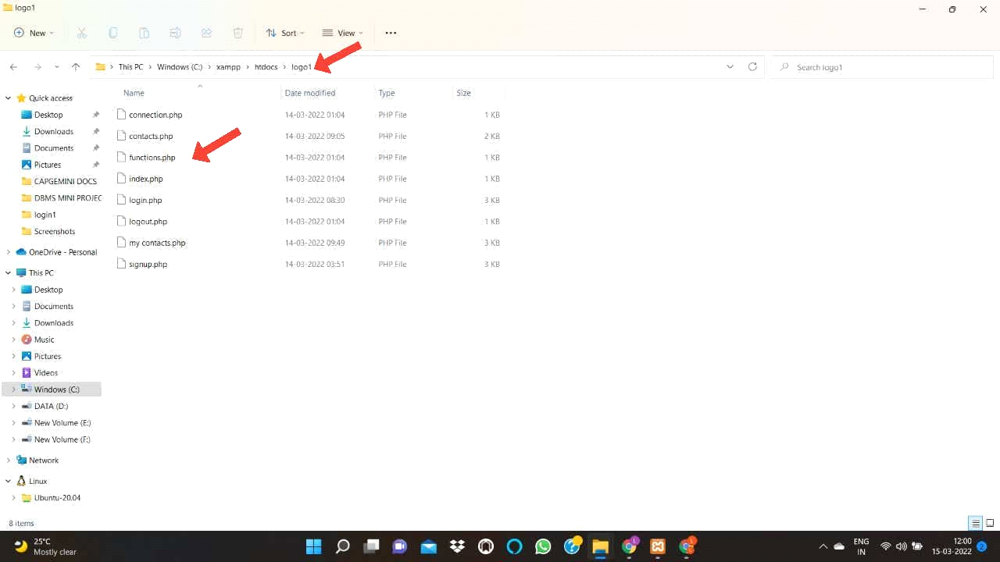 logo1
New
Sort
View
This PC > Windows (C:) > xampp > htdocs > logo1
Search logo1
Name Date modified Type Size
connection.php 14-03-2022 01:04 PHP File 1 KB
contacts.php 14-03-2022 09:05 PHP File 2 KB
functions.php 14-03-2022 01:04 PHP File 1 KB
index.php 14-03-2022 01:04 PHP File 1 KB
login.php 14-03-2022 08:30 PHP File 3 KB
logout.php 14-03-2022 01:04 PHP File 1 KB
my contacts.php 14-03-2022 09:49 PHP File 3 KB
signup.php 14-03-2022 03:51 PHP File 3 KB
Quick access
Desktop
Downloads
Documents
Pictures
CAPGEMINI DOCS
DBMS MINI PROJEC
login1
Screenshots
OneDrive - Personal
This PC
Desktop
Documents
Downloads
Music
Pictures
Videos
Windows (C:)
DATA (D:)
New Volume (E:)
New Volume (F:)
Network
Linux
Ubuntu-20.04
8 items
25°C
Mostly clear
ENG
IN
12:00
15-03-2022
2